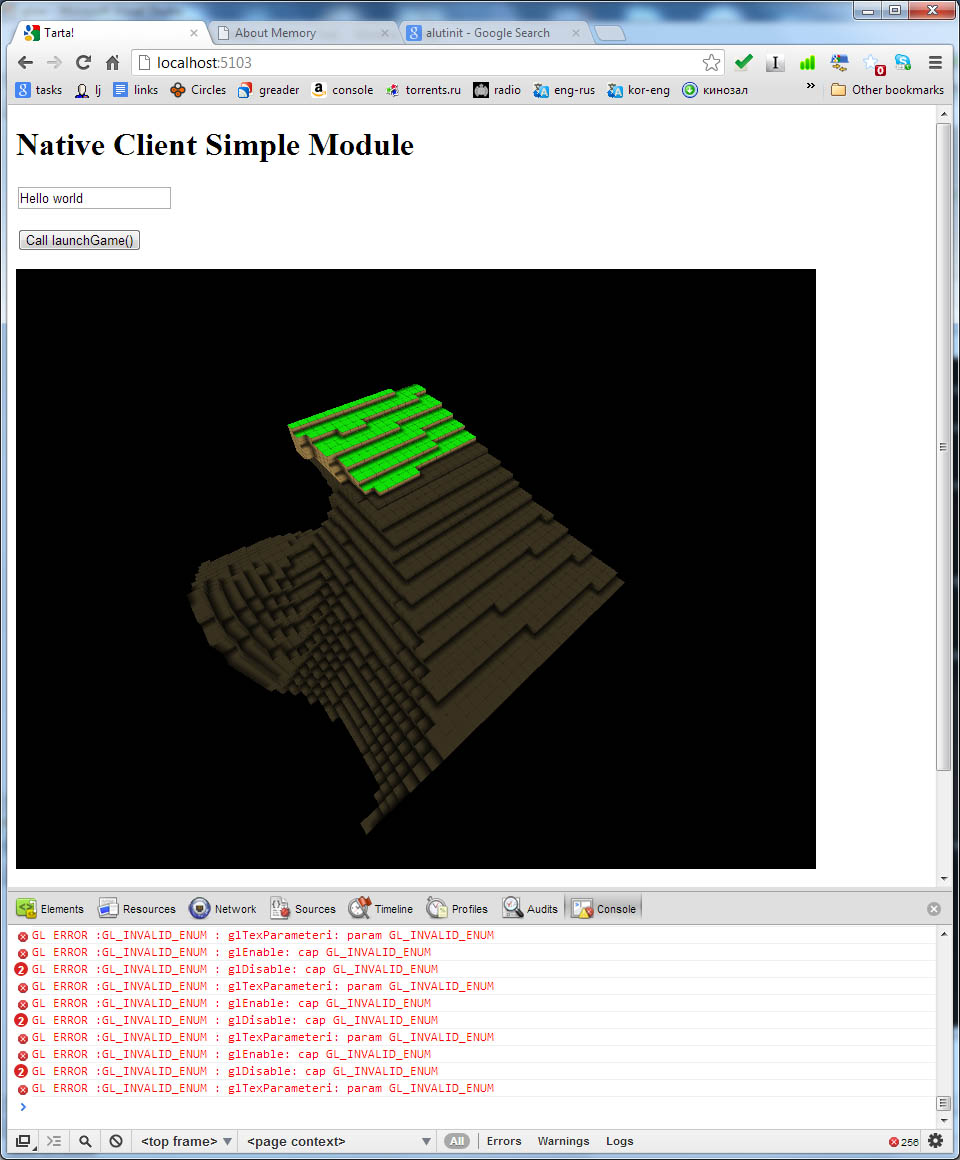 Tarta!
About Memory
alutinit - Google Search
localhost:5103
0
tasks
lj
links
Circles
greader
console
torrents.ru
radio
eng-rus
kor-eng
кинозал
»
Other bookmarks
Native Client Simple Module
Hello world
Call launchGame()
Elements
Resources
Network
Sources
Timeline
Profiles
Audits
Console
GL ERROR :GL_INVALID_ENUM : glTexParameteri: param GL_INVALID_ENUM
GL ERROR :GL_INVALID_ENUM : glEnable: cap GL_INVALID_ENUM
2 GL ERROR :GL_INVALID_ENUM : glDisable: cap GL_INVALID_ENUM
GL ERROR :GL_INVALID_ENUM : glTexParameteri: param GL_INVALID_ENUM
GL ERROR :GL_INVALID_ENUM : glEnable: cap GL_INVALID_ENUM
2 GL ERROR :GL_INVALID_ENUM : glDisable: cap GL_INVALID_ENUM
GL ERROR :GL_INVALID_ENUM : glTexParameteri: param GL_INVALID_ENUM
GL ERROR :GL_INVALID_ENUM : glEnable: cap GL_INVALID_ENUM
2 GL ERROR :GL_INVALID_ENUM : glDisable: cap GL_INVALID_ENUM
GL ERROR :GL_INVALID_ENUM : glTexParameteri: param GL_INVALID_ENUM
>
<top frame>
<page context>
All
Errors
Warnings
Logs
256